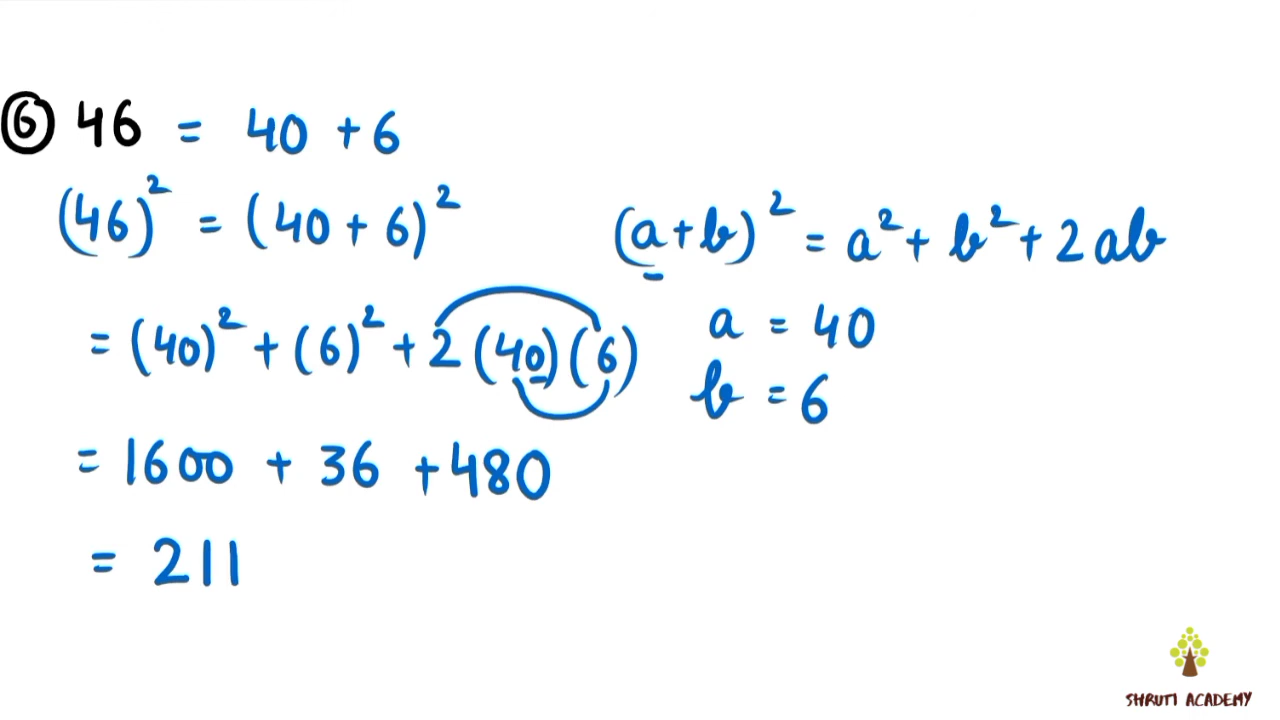 ⑥ 46 = 40 + 6
(46)² = (40 + 6)²
(a+b)² = a² + b² + 2ab
= (40)² + (6)² + 2 (40) (6)
a = 40
b = 6
= 1600 + 36 + 480
= 211
SHRUTI ACADEMY